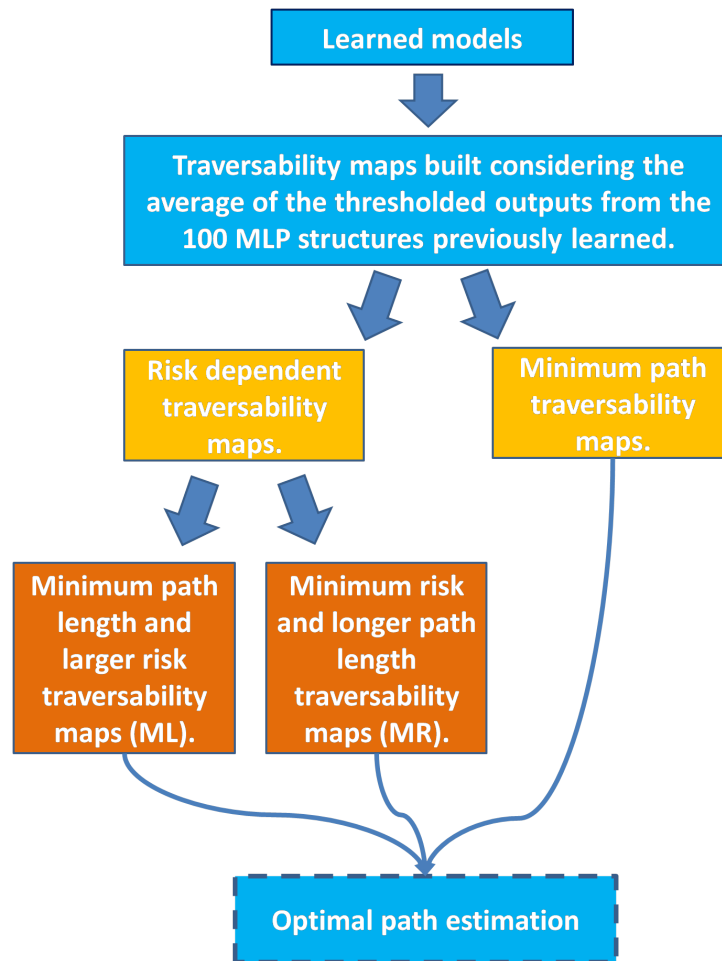 Learned models
Traversability maps built considering the
average of the thresholded outputs from the
100 MLP structures previously learned.
Risk dependent
traversability
maps.
Minimum path
traversability
maps.
Minimum path
length and
larger risk
traversability
maps (ML).
Minimum risk
and longer path
length
traversability
maps (MR).
Optimal path estimation